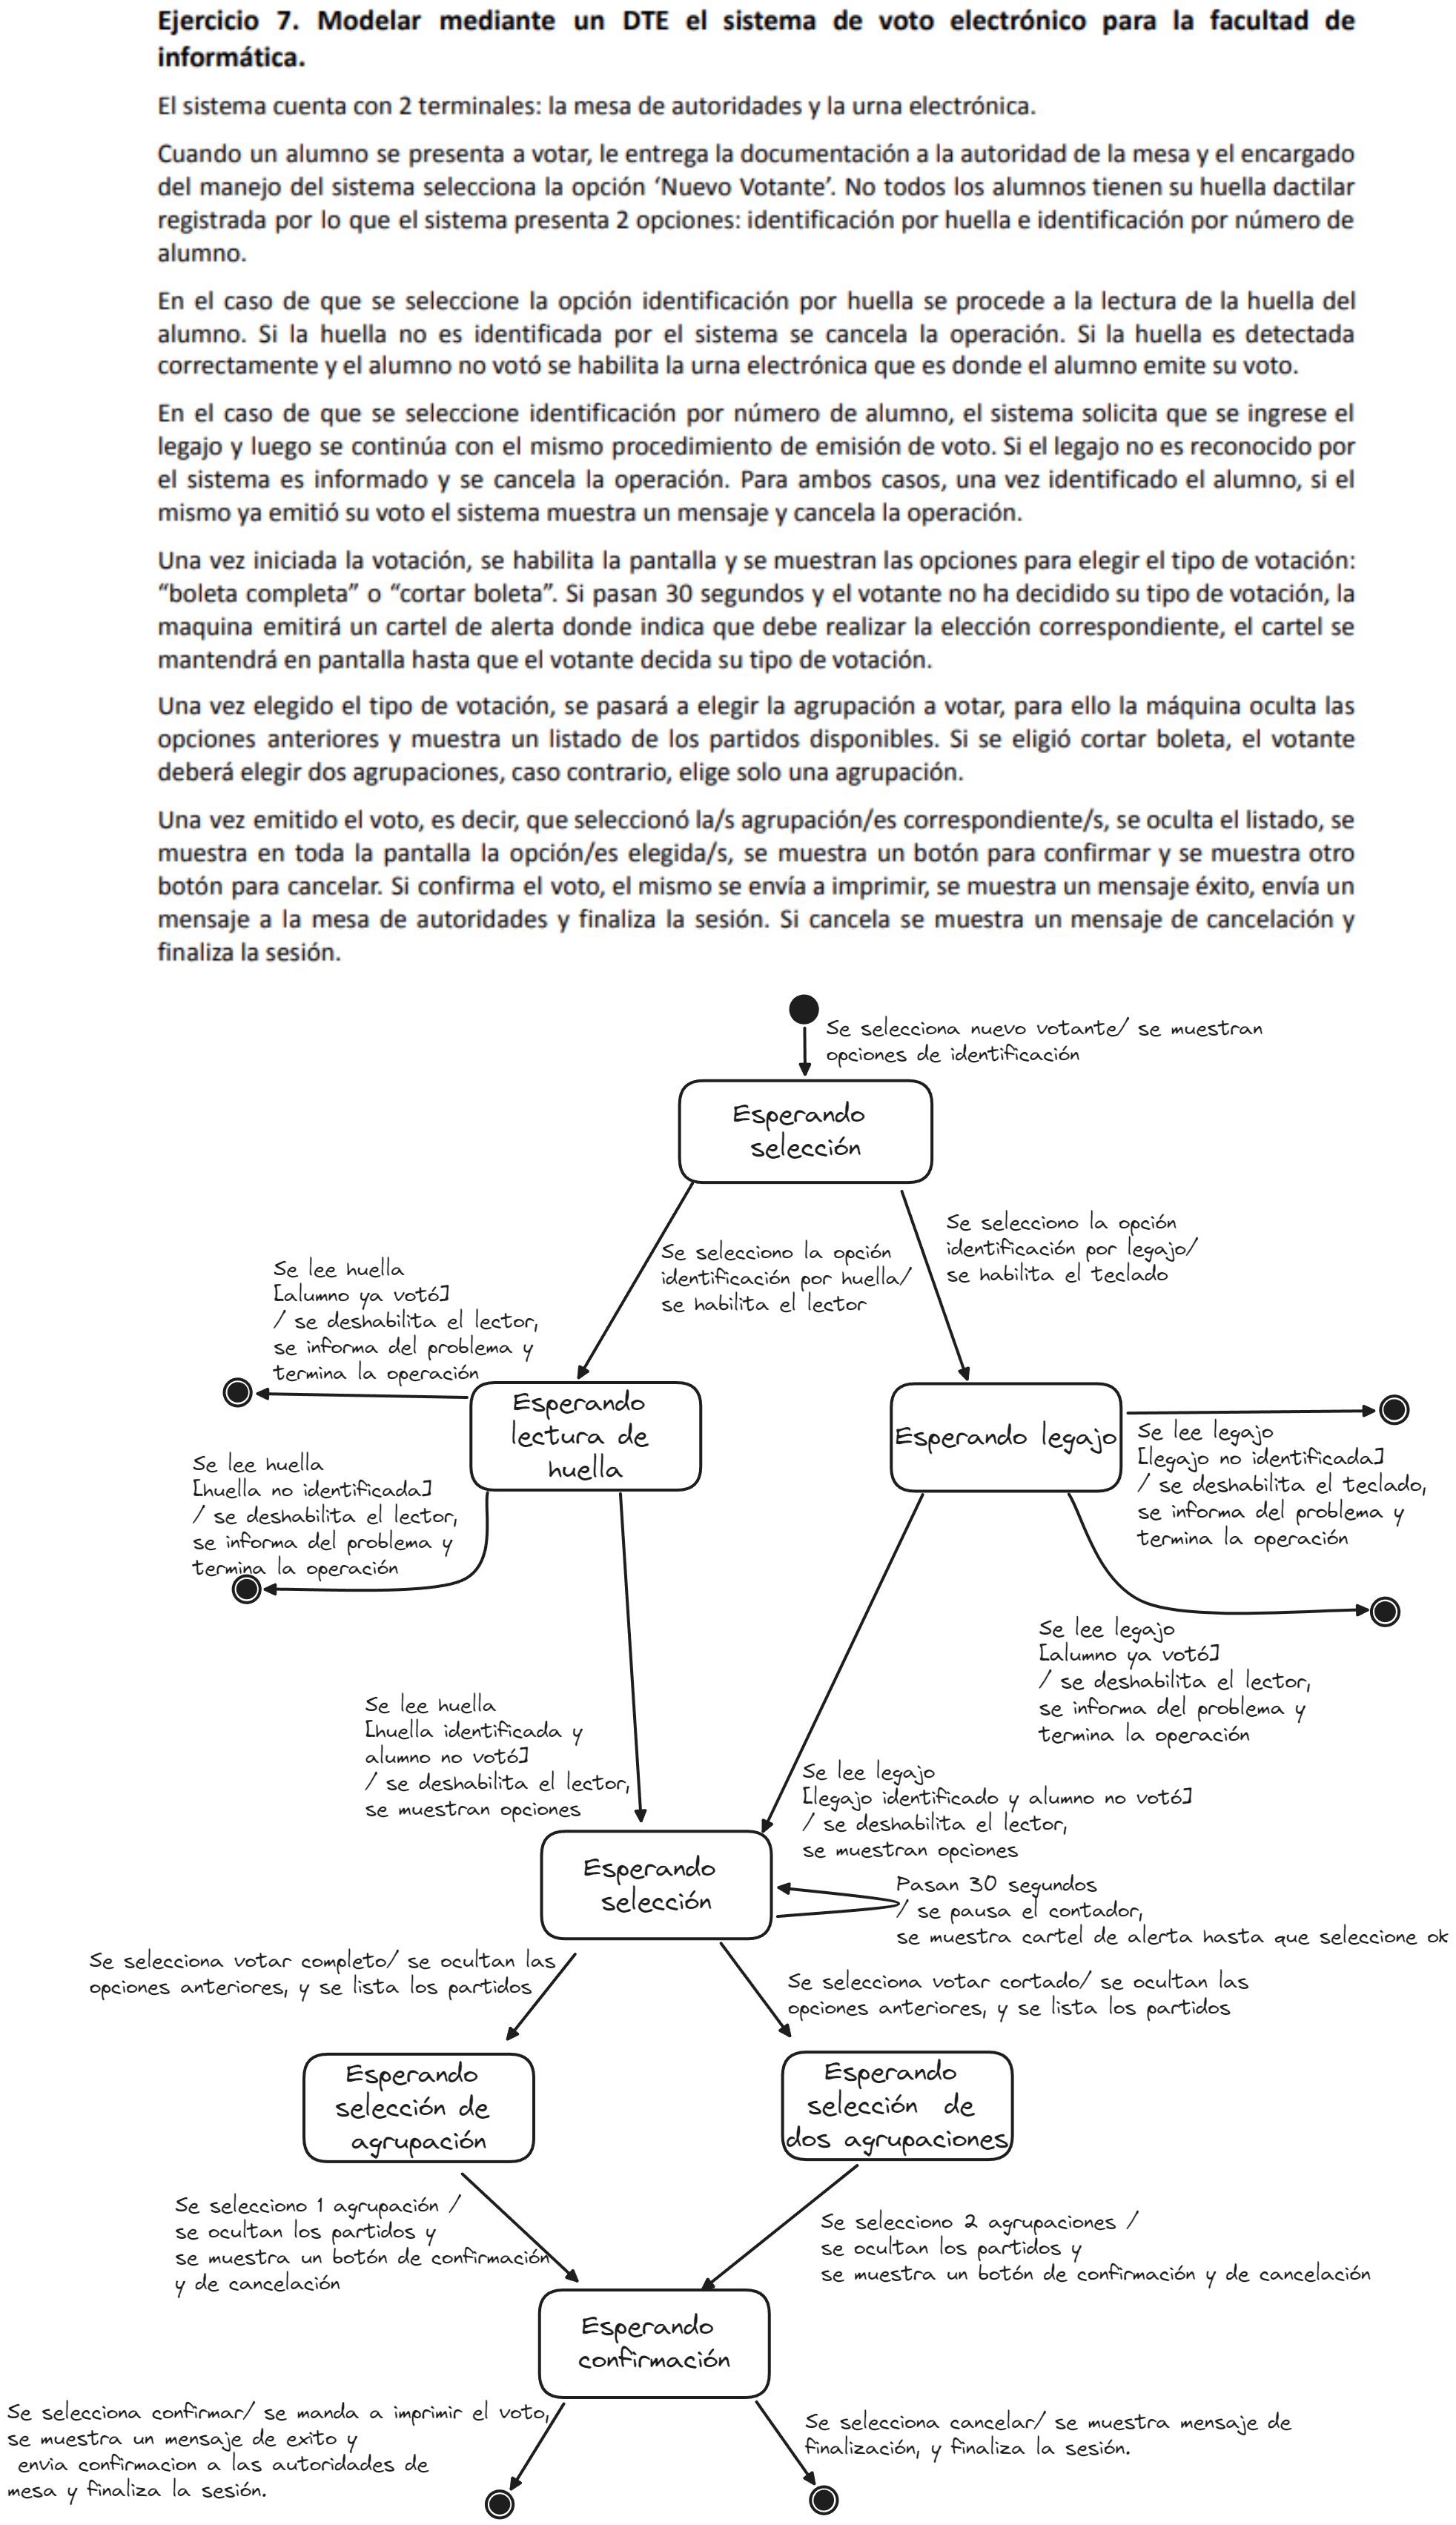 Ejercicio 7. Modelar mediante un DTE el sistema de voto electrónico para la facultad de
informática.
El sistema cuenta con 2 terminales: la mesa de autoridades y la urna electrónica.
Cuando un alumno se presenta a votar, le entrega la documentación a la autoridad de la mesa y el encargado
del manejo del sistema selecciona la opción ‘Nuevo Votante’. No todos los alumnos tienen su huella dactilar
registrada por lo que el sistema presenta 2 opciones: identificación por huella e identificación por número de
alumno.
En el caso de que se seleccione la opción identificación por huella se procede a la lectura de la huella del
alumno. Si la huella no es identificada por el sistema se cancela la operación. Si la huella es detectada
correctamente y el alumno no votó se habilita la urna electrónica que es donde el alumno emite su voto.
En el caso de que se seleccione identificación por número de alumno, el sistema solicita que se ingrese el
legajo y luego se continúa con el mismo procedimiento de emisión de voto. Si el legajo no es reconocido por
el sistema es informado y se cancela la operación. Para ambos casos, una vez identificado el alumno, si el
mismo ya emitió su voto el sistema muestra un mensaje y cancela la operación.
Una vez iniciada la votación, se habilita la pantalla y se muestran las opciones para elegir el tipo de votación:
“boleta completa” o “cortar boleta”. Si pasan 30 segundos y el votante no ha decidido su tipo de votación, la
maquina emitirá un cartel de alerta donde indica que debe realizar la elección correspondiente, el cartel se
mantendrá en pantalla hasta que el votante decida su tipo de votación.
Una vez elegido el tipo de votación, se pasará a elegir la agrupación a votar, para ello la máquina oculta las
opciones anteriores y muestra un listado de los partidos disponibles. Si se eligió cortar boleta, el votante
deberá elegir dos agrupaciones, caso contrario, elige solo una agrupación.
Una vez emitido el voto, es decir, que seleccionó la/s agrupación/es correspondiente/s, se oculta el listado, se
muestra en toda la pantalla la opción/es elegida/s, se muestra un botón para confirmar y se muestra otro
botón para cancelar. Si confirma el voto, el mismo se envía a imprimir, se muestra un mensaje éxito, envía un
mensaje a la mesa de autoridades y finaliza la sesión. Si cancela se muestra un mensaje de cancelación y
finaliza la sesión.
Se selecciona nuevo votante/ se muestran
opciones de identificación
Esperando
selección
Se selecciono la opción
identificación por huella/
se habilita el lector
Se selecciono la opción
identificación por legajo/
se habilita el teclado
Se lee huella
[alumno ya votó]
/ se deshabilita el lector,
se informa del problema y
termina la operación
Esperando
lectura de
huella
Esperando legajo
Se lee legajo
[legajo no identificada]
/ se deshabilita el teclado,
se informa del problema y
termina la operación
Se lee huella
[huella no identificada]
/ se deshabilita el lector,
se informa del problema y
termina la operación
Se lee legajo
[alumno ya votó]
/ se deshabilita el lector,
se informa del problema y
termina la operación
Se lee huella
[huella identificada y
alumno no votó]
/ se deshabilita el lector,
se muestran opciones
Se lee legajo
[legajo identificado y alumno no votó]
/ se deshabilita el lector,
se muestran opciones
Esperando
selección
Pasan 30 segundos
/ se pausa el contador,
se muestra cartel de alerta hasta que seleccione ok
Se selecciona votar completo/ se ocultan las
opciones anteriores, y se lista los partidos
Se selecciona votar cortado/ se ocultan las
opciones anteriores, y se lista los partidos
Esperando
selección de
agrupación
Esperando
selección de
dos agrupaciones
Se selecciono 1 agrupación /
se ocultan los partidos y
se muestra un botón de confirmación
y de cancelación
Se selecciono 2 agrupaciones /
se ocultan los partidos y
se muestra un botón de confirmación y de cancelación
Esperando
confirmación
Se selecciona confirmar/ se manda a imprimir el voto,
se muestra un mensaje de exito y
envia confirmacion a las autoridades de
mesa y finaliza la sesión.
Se selecciona cancelar/ se muestra mensaje de
finalización, y finaliza la sesión.